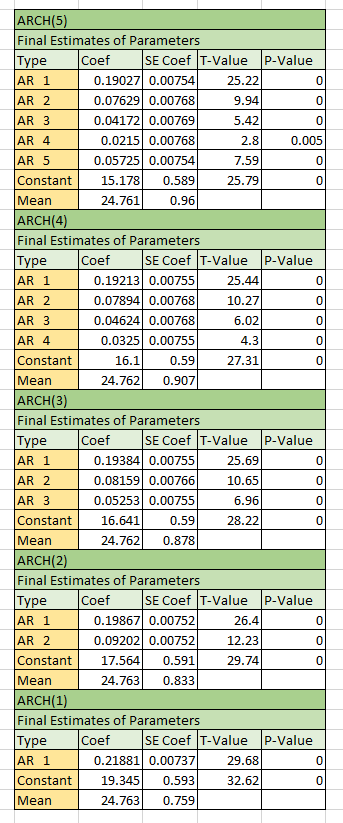 ARCH(5)
Final Estimates of Parameters
Type Coef SE Coef T-Value P-Value
AR 1 0.19027 0.00754 25.22 0
AR 2 0.07629 0.00768 9.94 0
AR 3 0.04172 0.00769 5.42 0
AR 4 0.0215 0.00768 2.8 0.005
AR 5 0.05725 0.00754 7.59 0
Constant 15.178 0.589 25.79 0
Mean 24.761 0.96
ARCH(4)
Final Estimates of Parameters
Type Coef SE Coef T-Value P-Value
AR 1 0.19213 0.00755 25.44 0
AR 2 0.07894 0.00768 10.27 0
AR 3 0.04624 0.00768 6.02 0
AR 4 0.0325 0.00755 4.3 0
Constant 16.1 0.59 27.31 0
Mean 24.762 0.907
ARCH(3)
Final Estimates of Parameters
Type Coef SE Coef T-Value P-Value
AR 1 0.19384 0.00755 25.69 0
AR 2 0.08159 0.00766 10.65 0
AR 3 0.05253 0.00755 6.96 0
Constant 16.641 0.59 28.22 0
Mean 24.762 0.878
ARCH(2)
Final Estimates of Parameters
Type Coef SE Coef T-Value P-Value
AR 1 0.19867 0.00752 26.4 0
AR 2 0.09202 0.00752 12.23 0
Constant 17.564 0.591 29.74 0
Mean 24.763 0.833
ARCH(1)
Final Estimates of Parameters
Type Coef SE Coef T-Value P-Value
AR 1 0.21881 0.00737 29.68 0
Constant 19.345 0.593 32.62 0
Mean 24.763 0.759